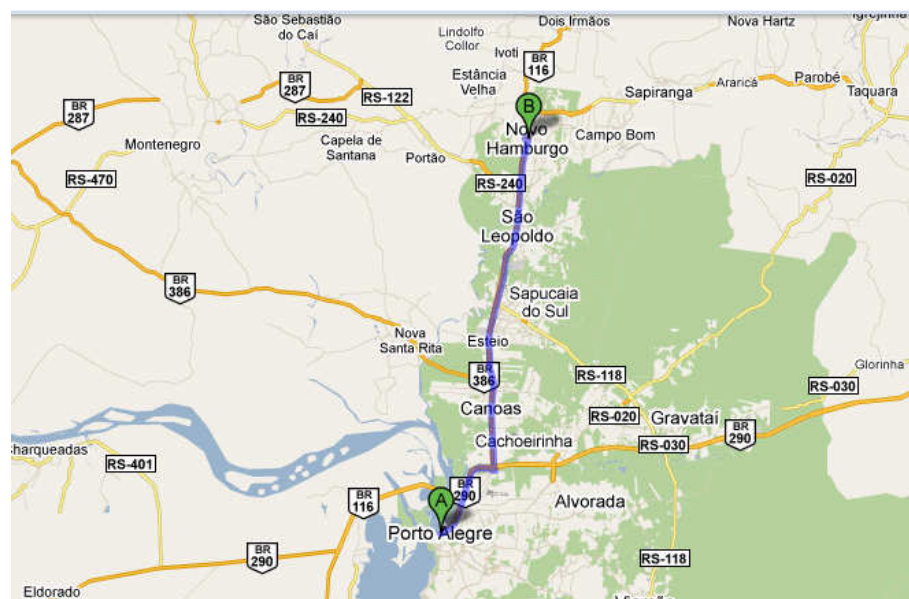 São Sebastião
do Caí
Lindolfo
Collor
Dois Irmãos
Nova Hartz
Ivoti
BR
116
Estância
Velha
BR
287
RS-122
BR
287
RS-240
Sapiranga
Araricá
Parobé
Taquara
B
Novo
Hamburgo
Campo Bom
Montenegro
Capela de
Santana
Portão
RS-470
RS-240
RS-020
São
Leopoldo
BR
386
Sapucaia
do Sul
Nova
Santa Rita
Esteio
BR
386
RS-118
Glorinha
RS-030
Canoas
RS-020
Gravataí
Cachoeirinha
RS-030
BR
290
charqueadas
RS-401
BR
116
A
BR
290
Alvorada
Porto Alegre
BR
290
RS-118
Eldorado